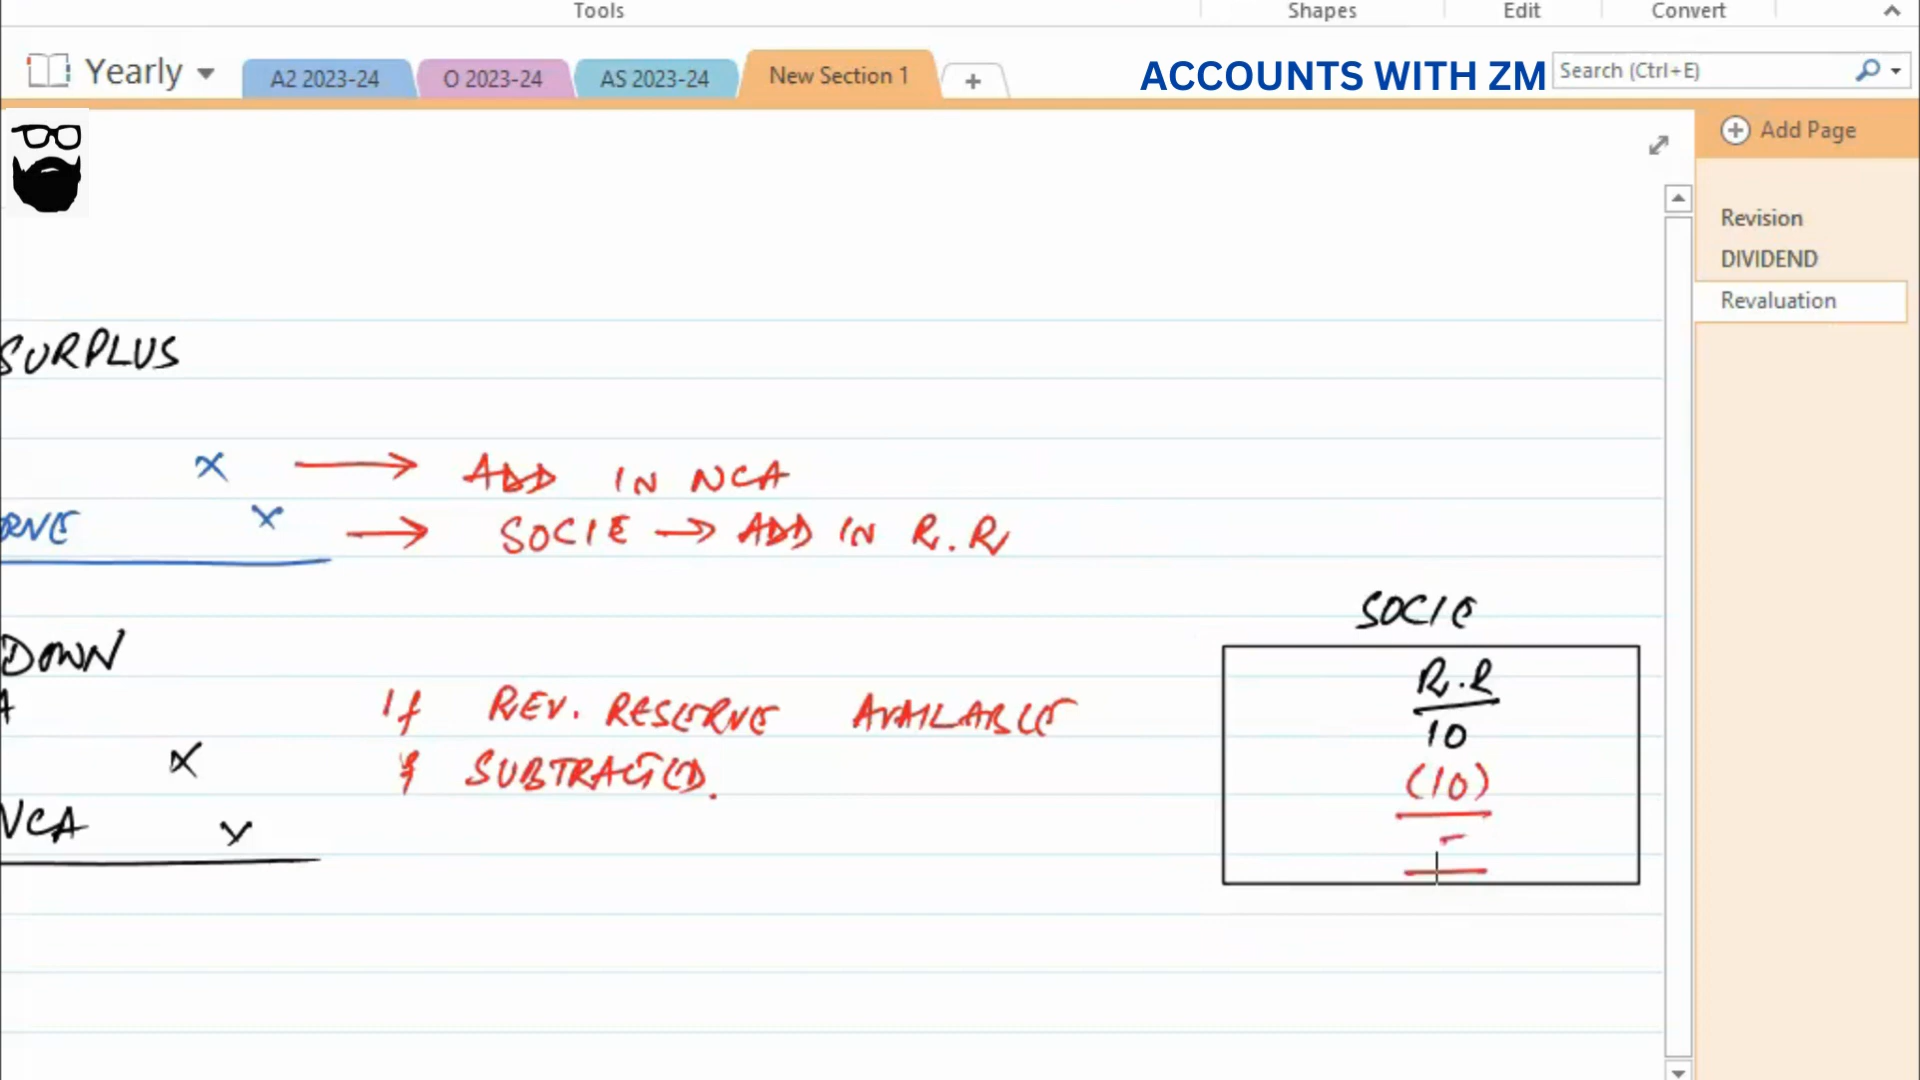 Tools
Shapes
Edit
Convert
Yearly
A2 2023-24
O 2023-24
AS 2023-24
New Section 1
ACCOUNTS WITH ZM
Search (Ctrl+E)
Add Page
Revision
DIVIDEND
Revaluation
SURPLUS
x → ADD IN NCA
RVE x → SOCIE → ADD IN R.R
SOCIE
DOWN
R.R
A
If REV. RESERVE AVAILABLE
10
x
& SUBTRACTED.
(10)
NCA x
-